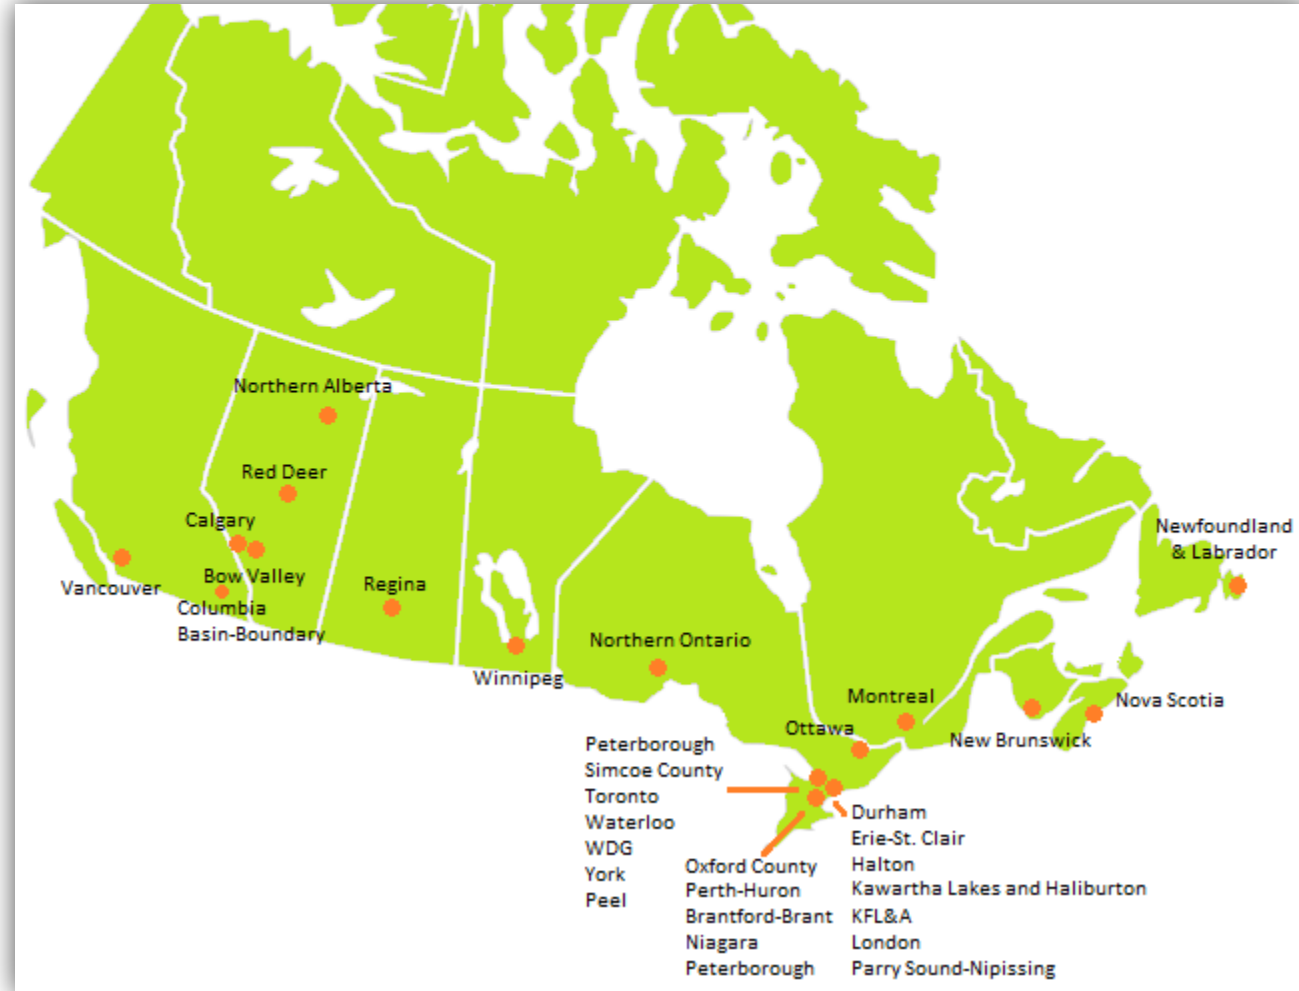 Northern Alberta
Red Deer
Calgary
Newfoundland
& Labrador
Bow Valley
Vancouver
Regina
Columbia
Basin-Boundary
Northern Ontario
Winnipeg
Montreal
Nova Scotia
Ottawa
New Brunswick
Peterborough
Simcoe County
Toronto
Waterloo
WDG
York
Peel
Oxford County
Perth-Huron
Brantford-Brant
Niagara
Peterborough
Durham
Erie-St. Clair
Halton
Kawartha Lakes and Haliburton
KFL&A
London
Parry Sound-Nipissing